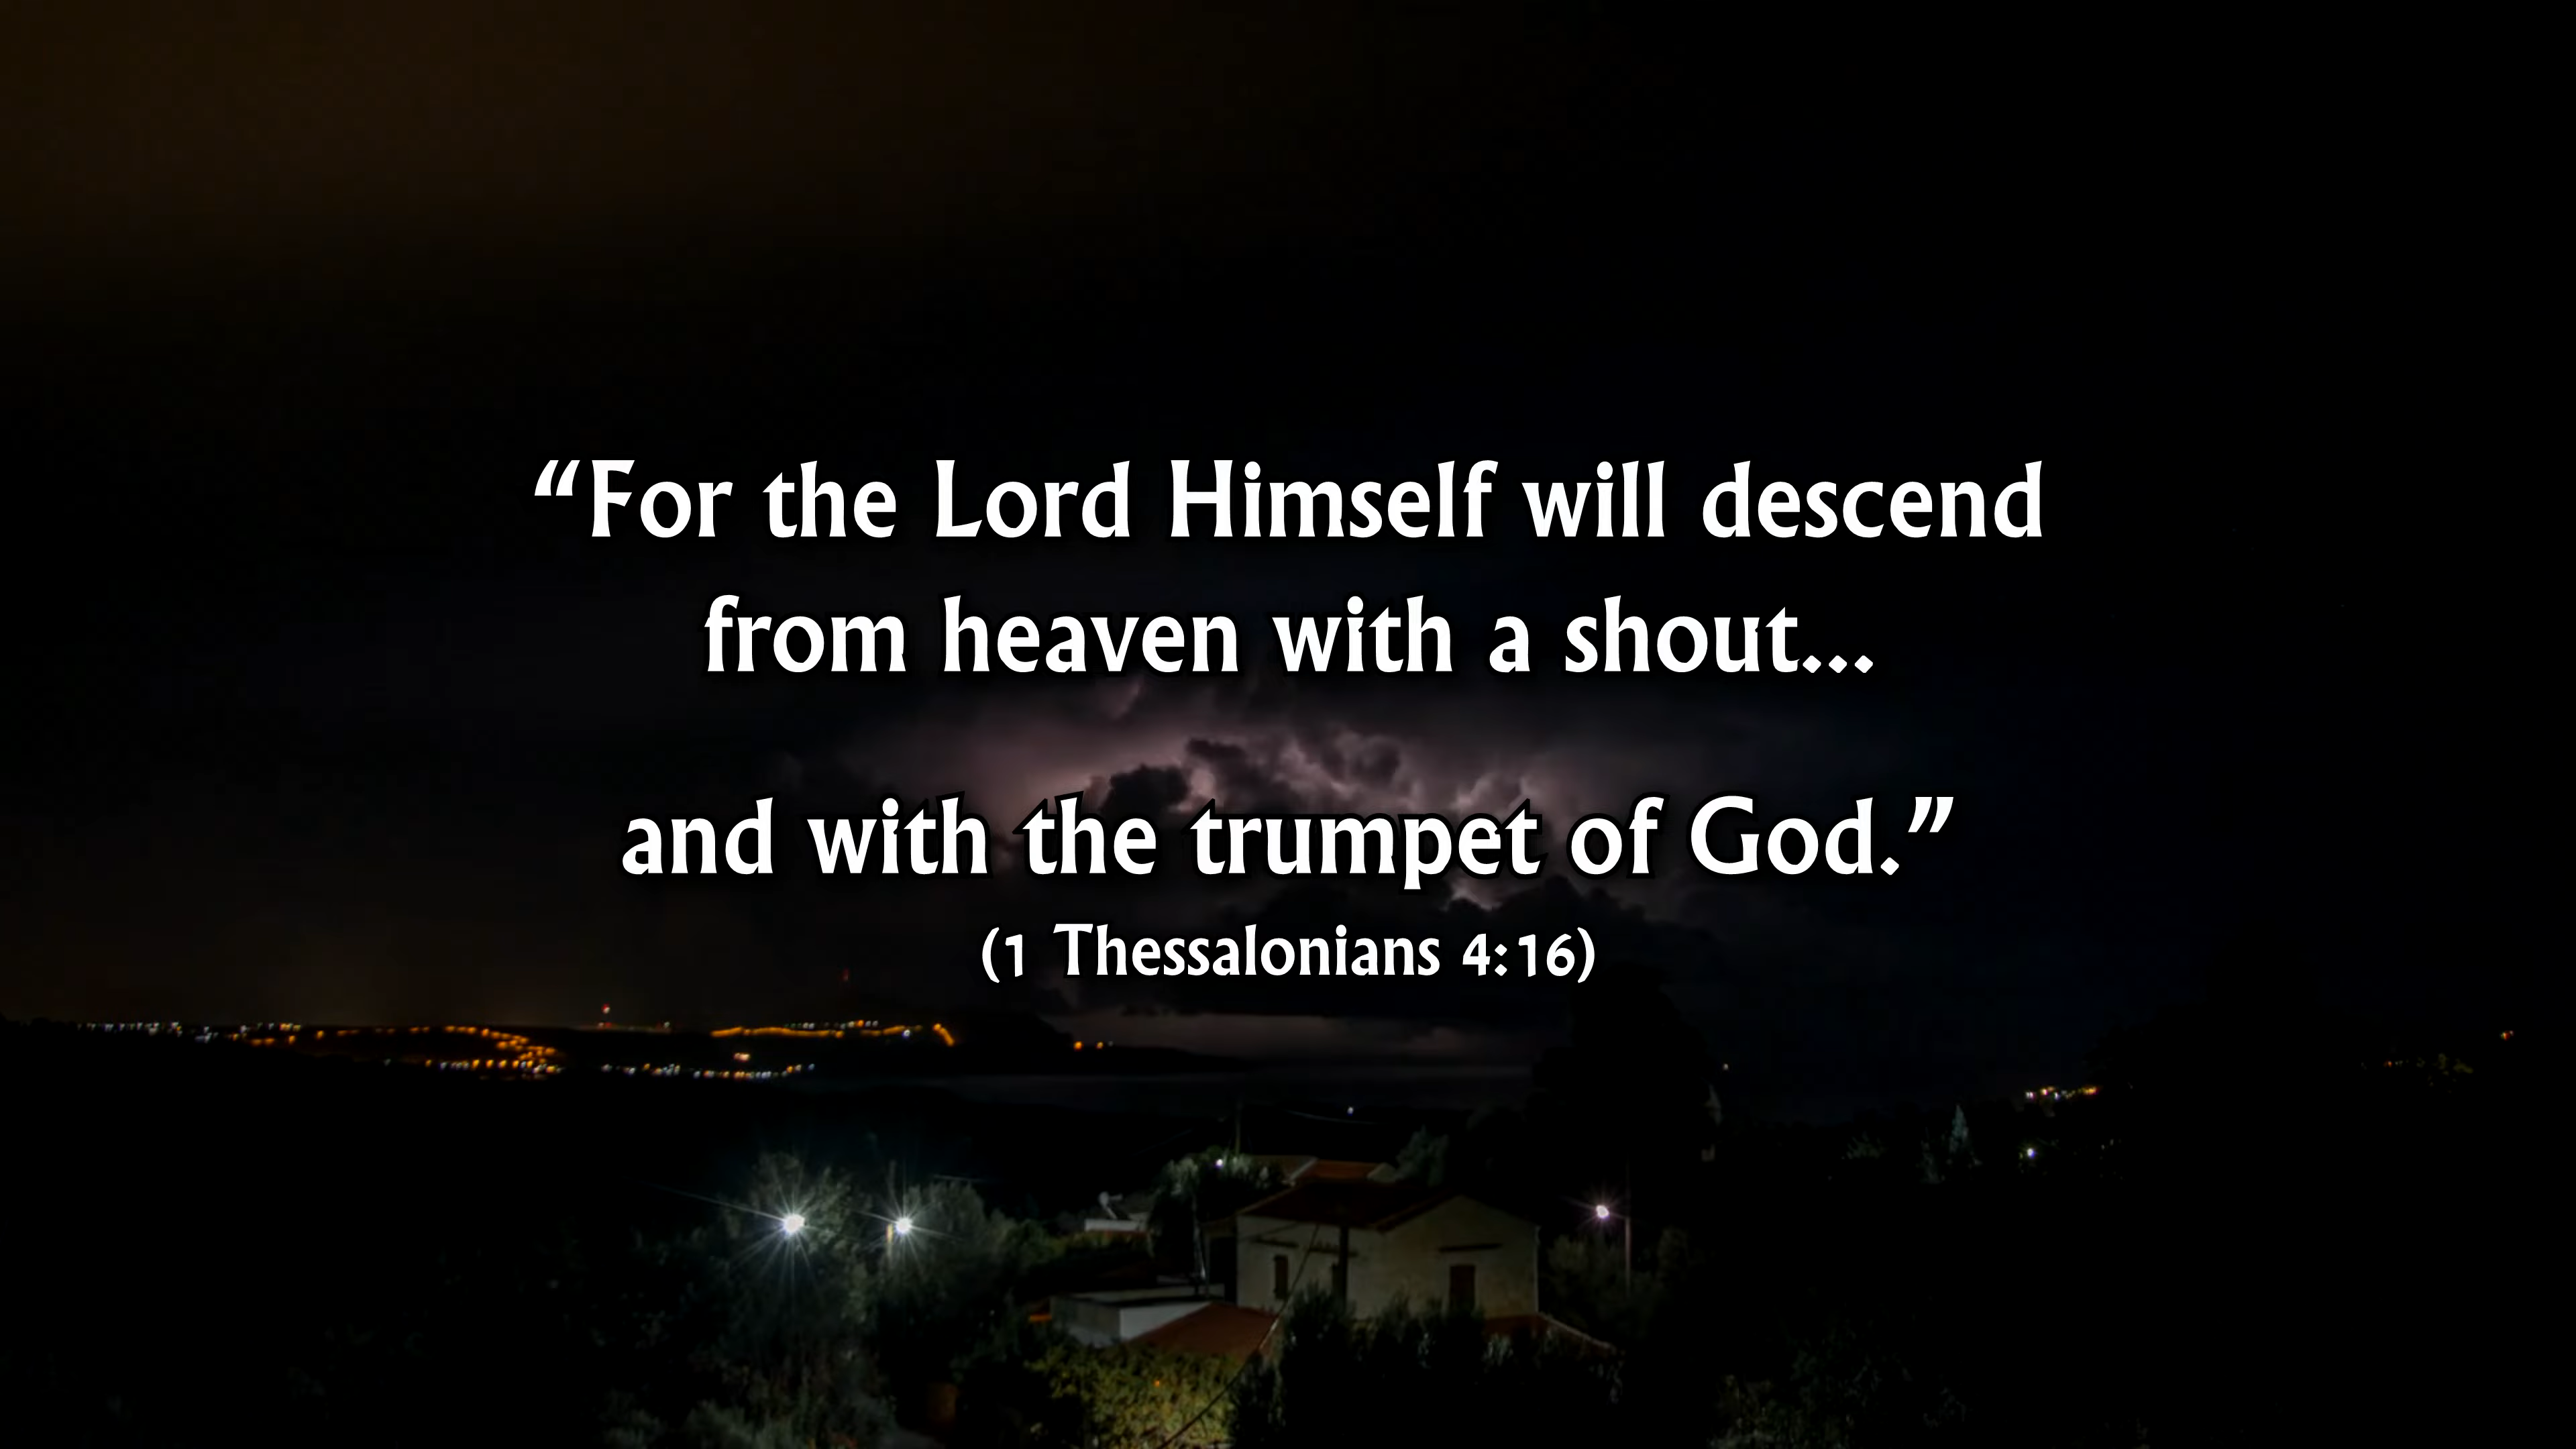 “For the Lord Himself will descend
from heaven with a shout...
and with the trumpet of God.”
(1 Thessalonians 4:16)